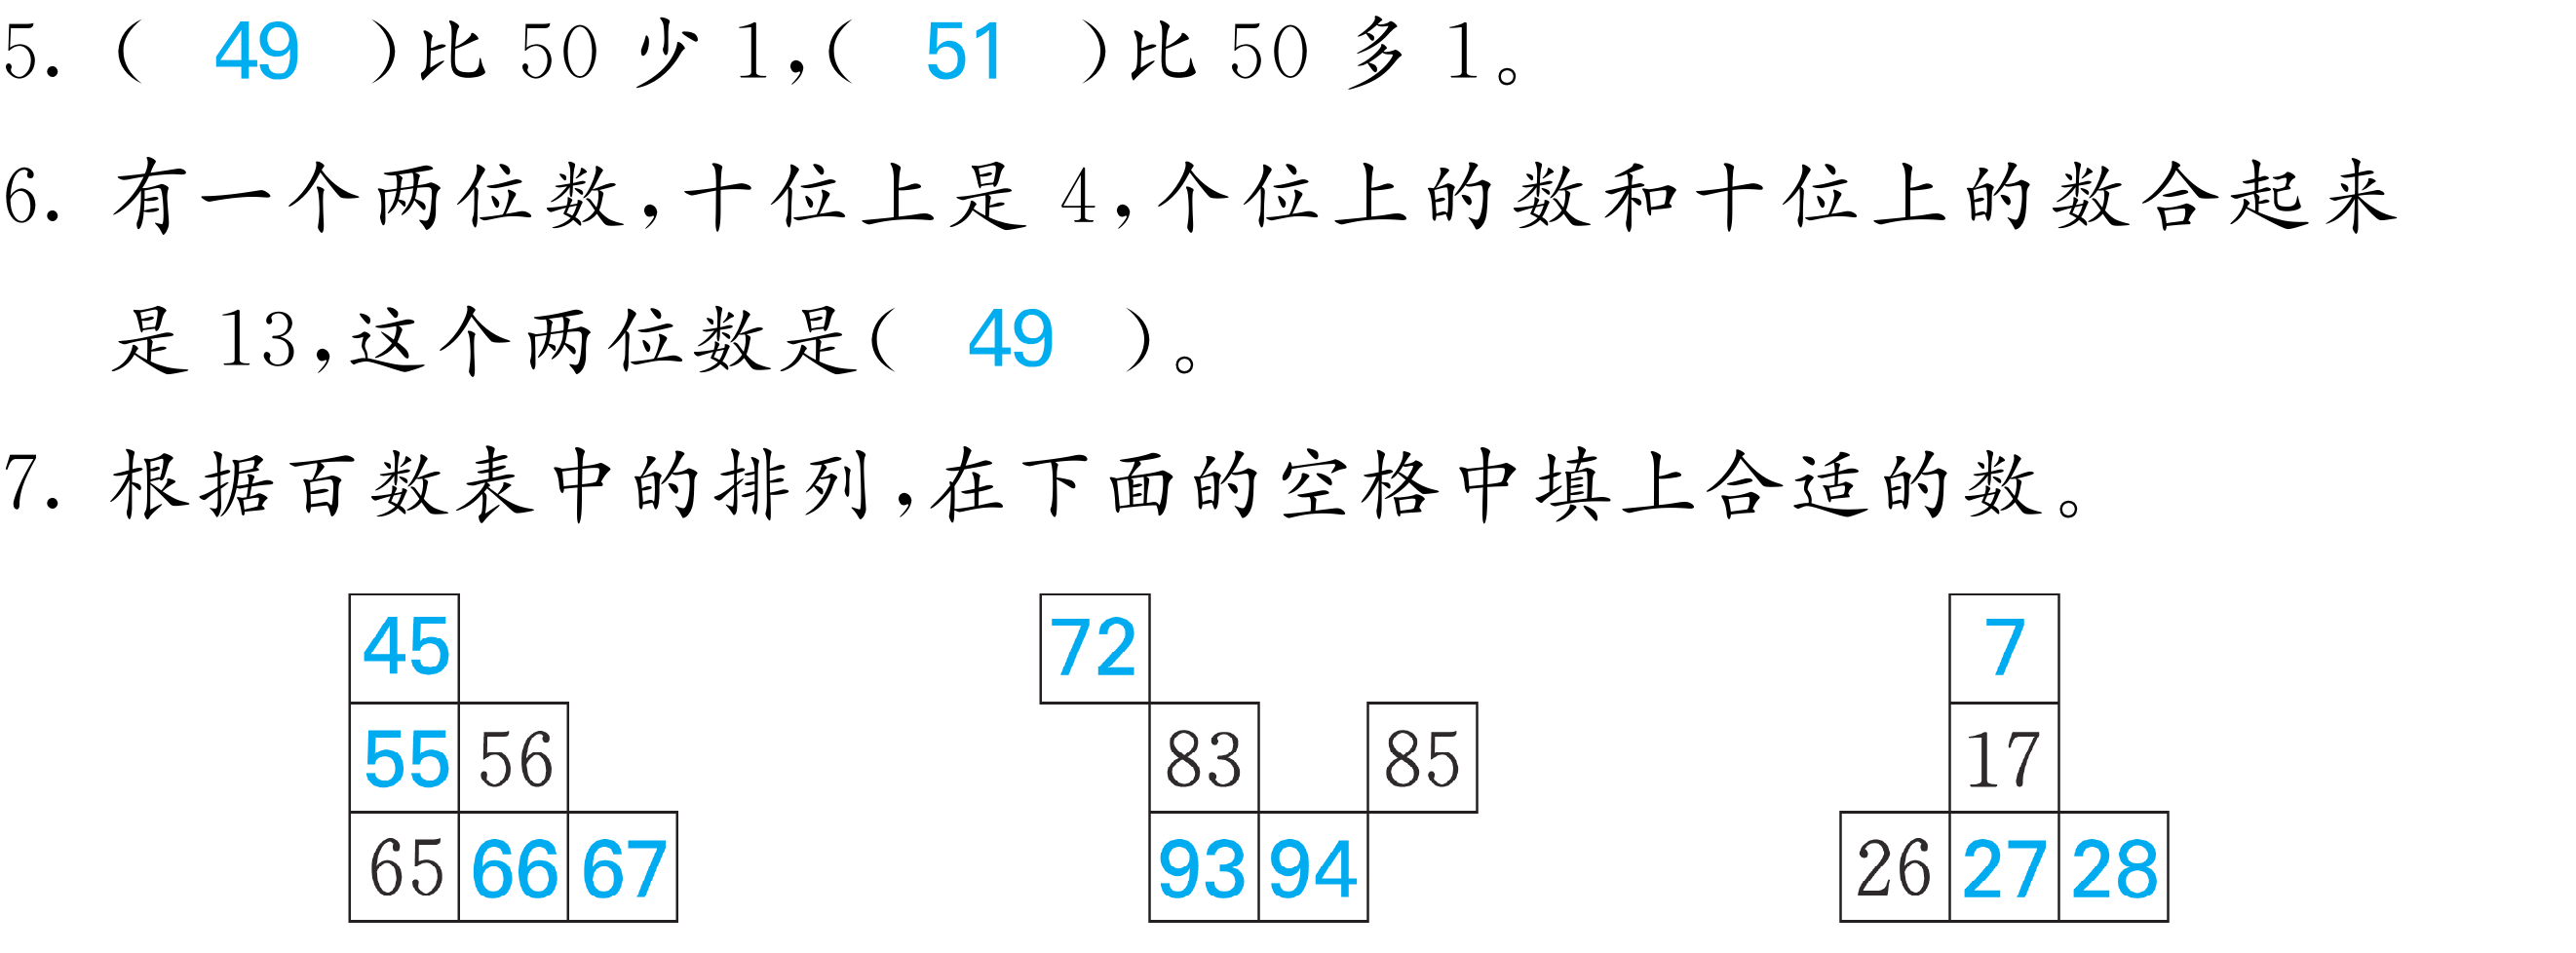 5. ( 49 )比 50 少 1,( 51 )比 50 多 1。
6. 有一个两位数,十位上是 4,个位上的数和十位上的数合起来
是 13,这个两位数是( 49 )。
7. 根据百数表中的排列,在下面的空格中填上合适的数。
45 72 7
55 56 83 85 17
65 66 67 93 94 26 27 28